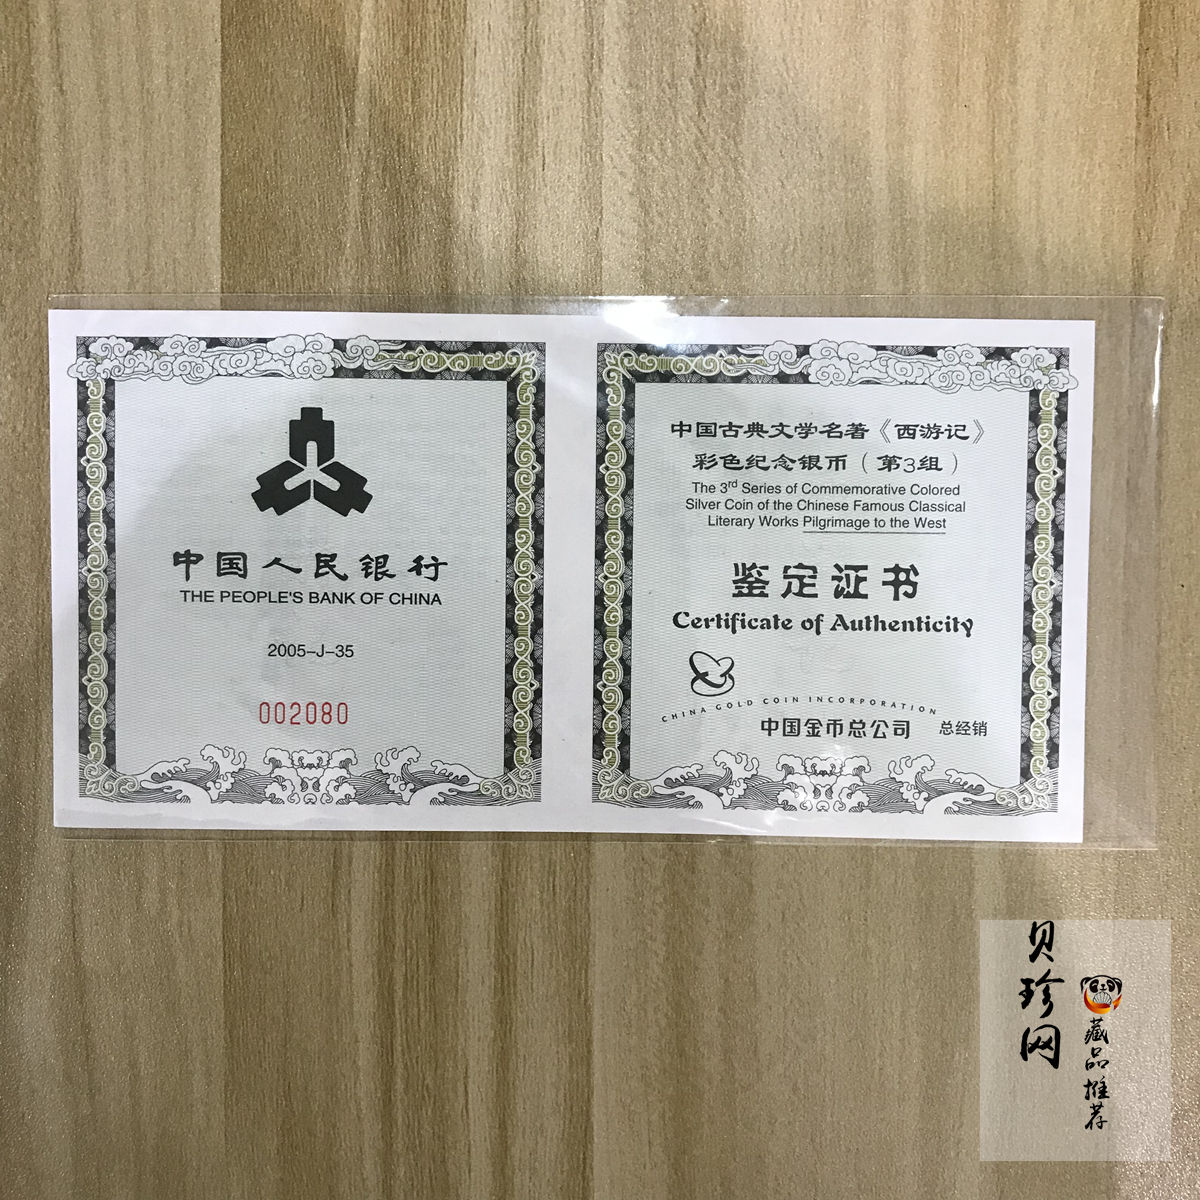 中国人民银行
THE PEOPLE'S BANK OF CHINA
2005-J-35
002080
中国古典文学名著《西游记》
彩色纪念银币（第3组）
The 3rd Series of Commemorative Colored
Silver Coin of the Chinese Famous Classical
Literary Works Pilgrimage to the West
鉴定证书
Certificate of Authenticity
CHINA GOLD COIN INCORPORATION
中国金币总公司 总经销
贝珍网
藏品推荐